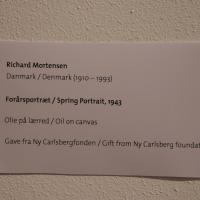 Richard Mortensen
Danmark / Denmark (1910 – 1993)
Forårsportræt / Spring Portrait, 1943
Olie på lærred / Oil on canvas
Gave fra Ny Carlsbergfondet / Gift from Ny Carlsberg foundat